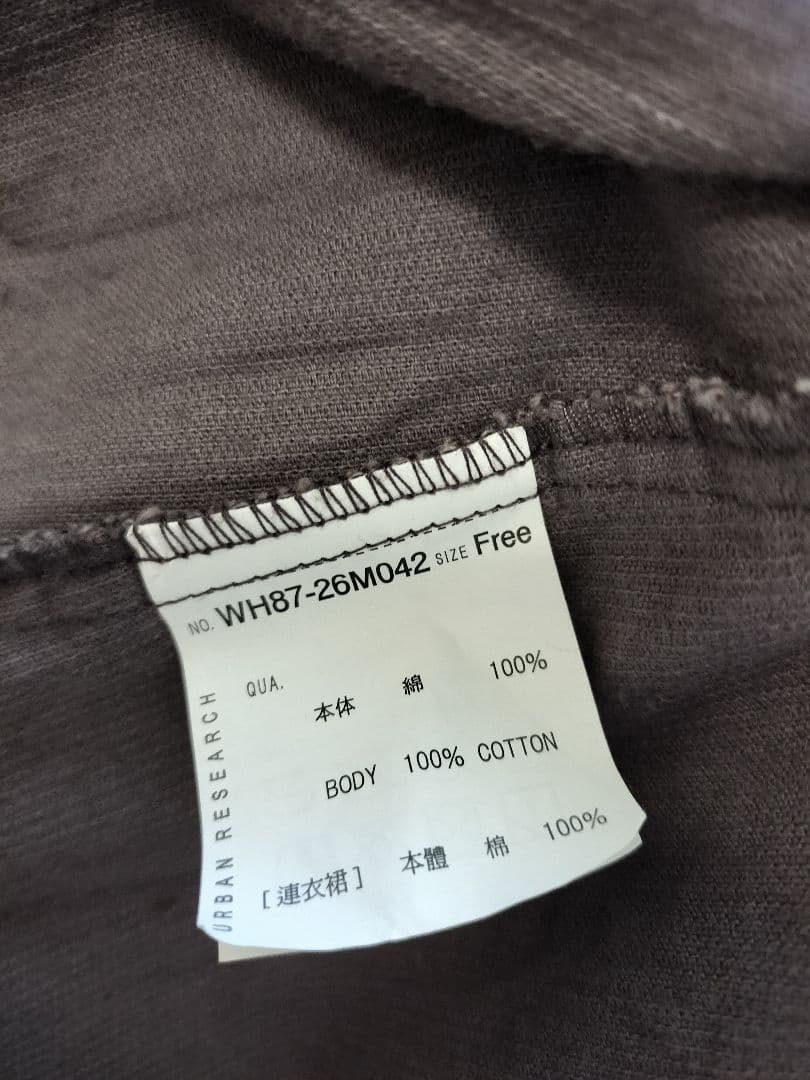 NO. WH87-26M042 SIZE Free
QUA.
本体 綿 100%
BODY 100% COTTON
[連衣裙] 本體 棉 100%
URBAN RESEARCH